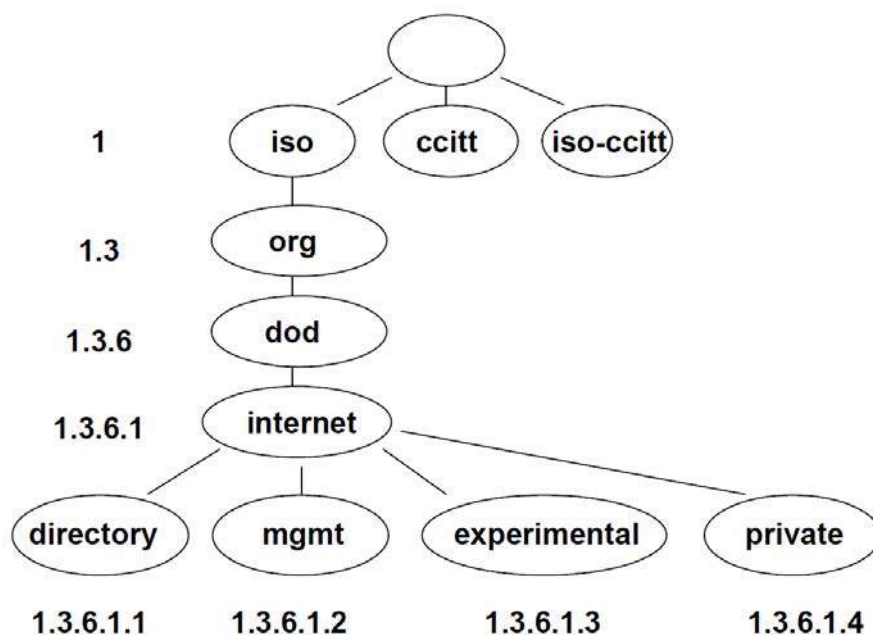 1 iso ccitt iso-ccitt
1.3 org
1.3.6 dod
1.3.6.1 internet
directory mgmt experimental private
1.3.6.1.1 1.3.6.1.2 1.3.6.1.3 1.3.6.1.4